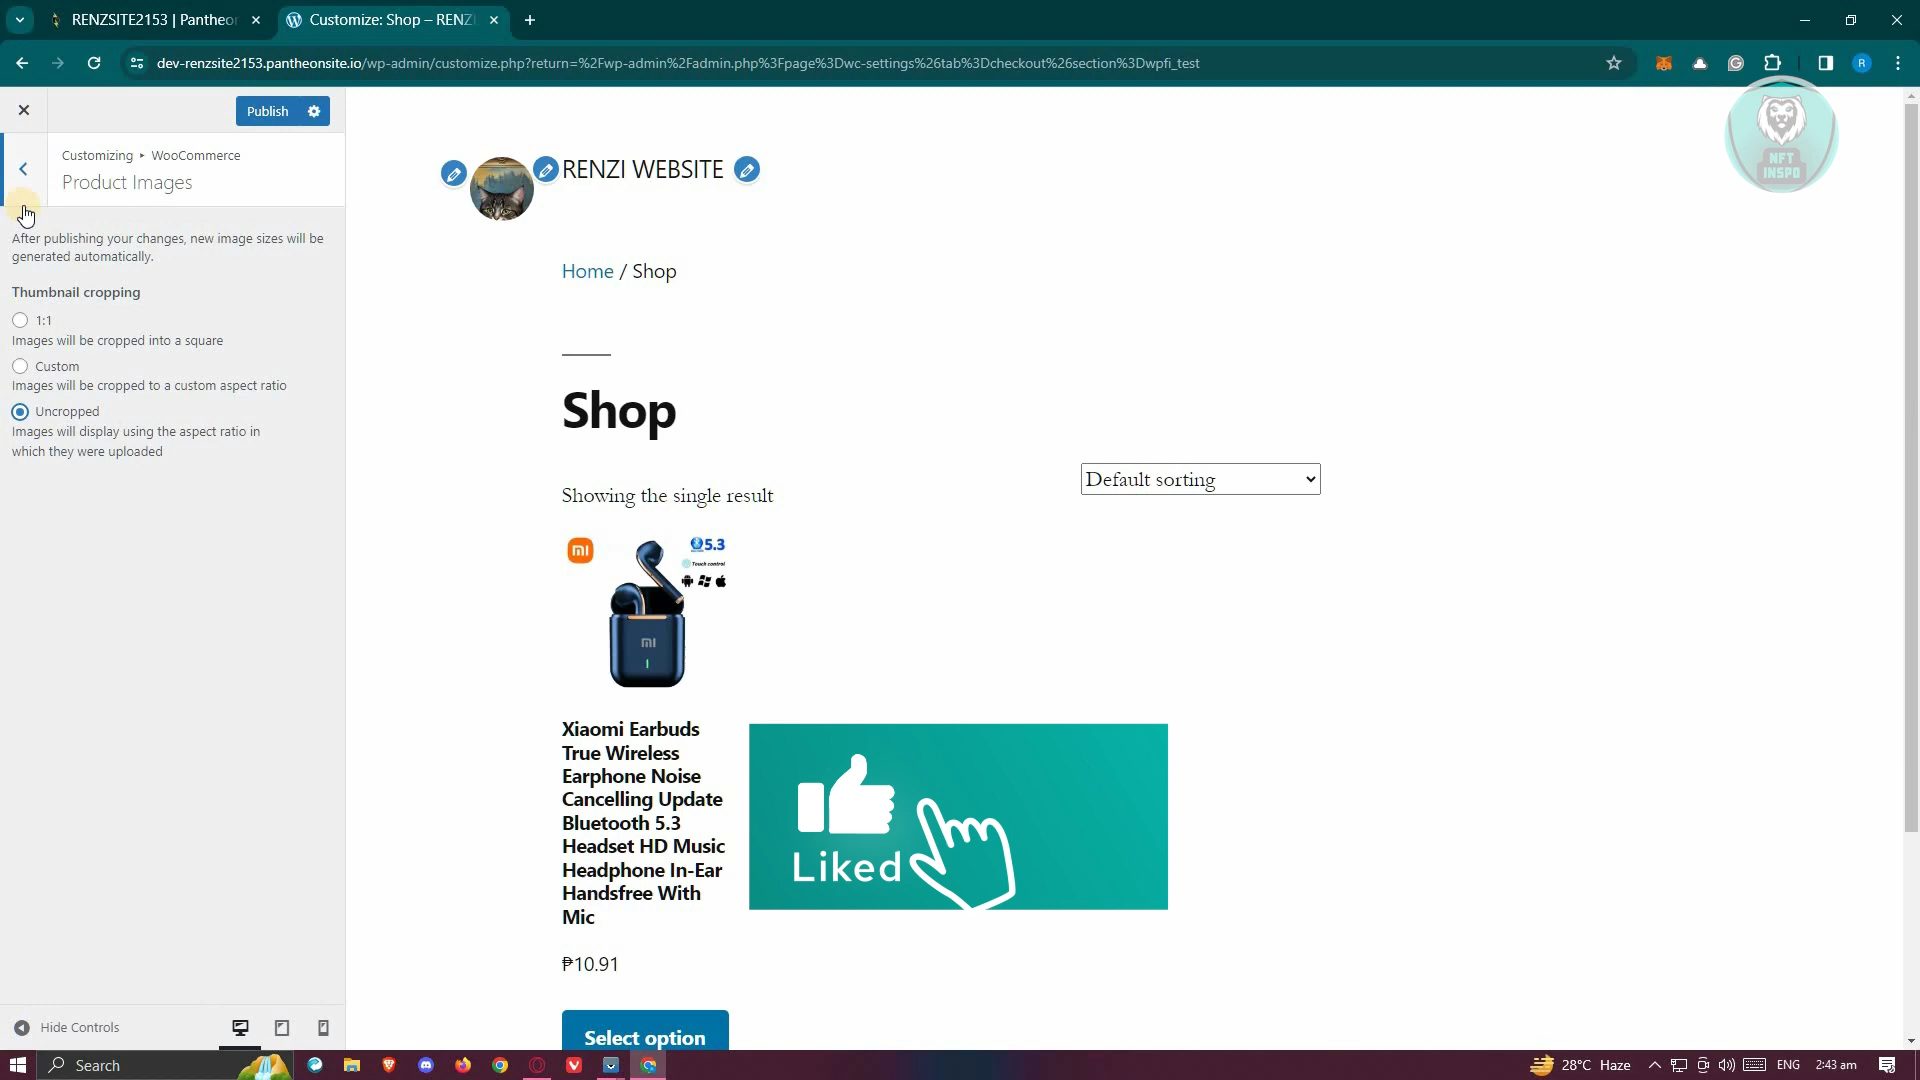 RENZSITE2153 | Pantheon
Customize: Shop – RENZ
dev-renzsite2153.pantheonsite.io/wp-admin/customize.php?return=%2Fwp-admin%2Fadmin.php%3Fpage%3Dwc-settings%26tab%3Dcheckout%26section%3Dwpfi_test
R
Publish
Customizing ▸ WooCommerce
Product Images
After publishing your changes, new image sizes will be
generated automatically.
Thumbnail cropping
1:1
Images will be cropped into a square
Custom
Images will be cropped to a custom aspect ratio
Uncropped
Images will display using the aspect ratio in
which they were uploaded
Hide Controls
NFT
INSPO
RENZI WEBSITE
Home / Shop
Shop
Showing the single result
Default sorting
mi
5.3
Touch control
mi
Xiaomi Earbuds
True Wireless
Earphone Noise
Cancelling Update
Bluetooth 5.3
Headset HD Music
Headphone In-Ear
Handsfree With
Mic
Liked
₱10.91
Select option
Search
28°C Haze
ENG
2:43 am